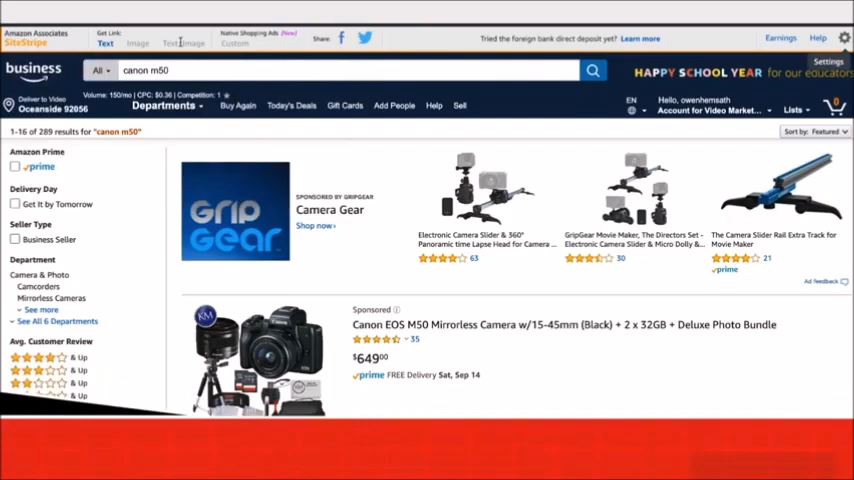 Amazon Associates
SiteStripe
Get Link:
Text Image Text+Image
Native Shopping Ads (New)
Custom
Share:
Tried the foreign bank direct deposit yet? Learn more
Earnings Help
Settings
business
All
canon m50
HAPPY SCHOOL YEAR for our educators
Volume: 150/mo | CPC: $0.36 | Competition: 1
Deliver to Video
Oceanside 92056
Departments Buy Again Today's Deals Gift Cards Add People Help Sell
EN
Hello, owenhemsath
Account for Video Market...
Lists
0
1-16 of 289 results for "canon m50"
Sort by: Featured
Amazon Prime
prime
Delivery Day
Get It by Tomorrow
Seller Type
Business Seller
Department
Camera & Photo
Camcorders
Mirrorless Cameras
See more
See All 6 Departments
Avg. Customer Review
& Up
& Up
& Up
GRIP
GEAR
SPONSORED BY GRIPGEAR
Camera Gear
Shop now
Electronic Camera Slider & 360°
Panoramic time Lapse Head for Camera ...
63
GripGear Movie Maker, The Directors Set -
Electronic Camera Slider & Micro Dolly &...
30
The Camera Slider Rail Extra Track for
Movie Maker
21
prime
Ad feedback
KM
Sponsored
Canon EOS M50 Mirrorless Camera w/15-45mm (Black) + 2 x 32GB + Deluxe Photo Bundle
35
$649.00
prime FREE Delivery Sat, Sep 14